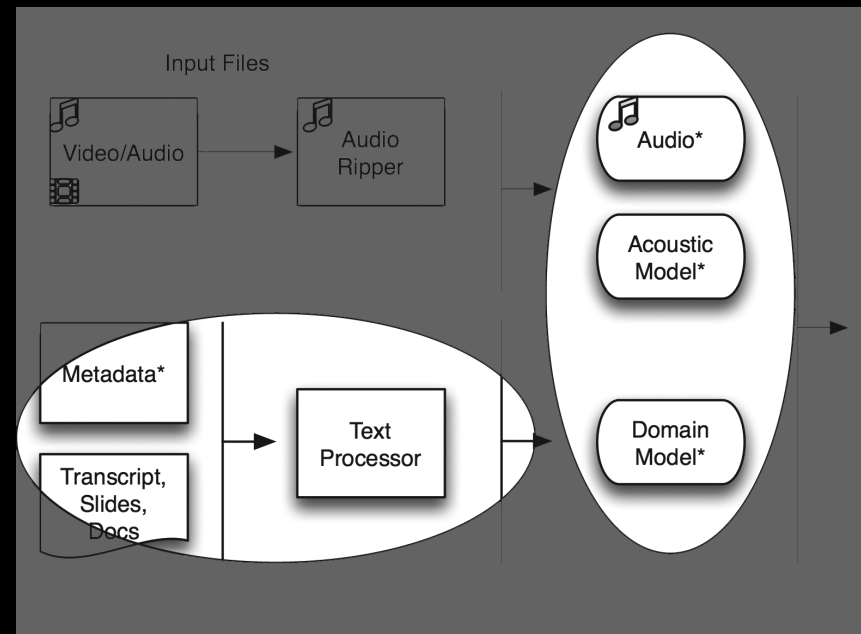 Input Files
Video/Audio
Audio
Ripper
Audio*
Acoustic
Model*
Metadata*
Transcript,
Slides,
Docs
Text
Processor
Domain
Model*